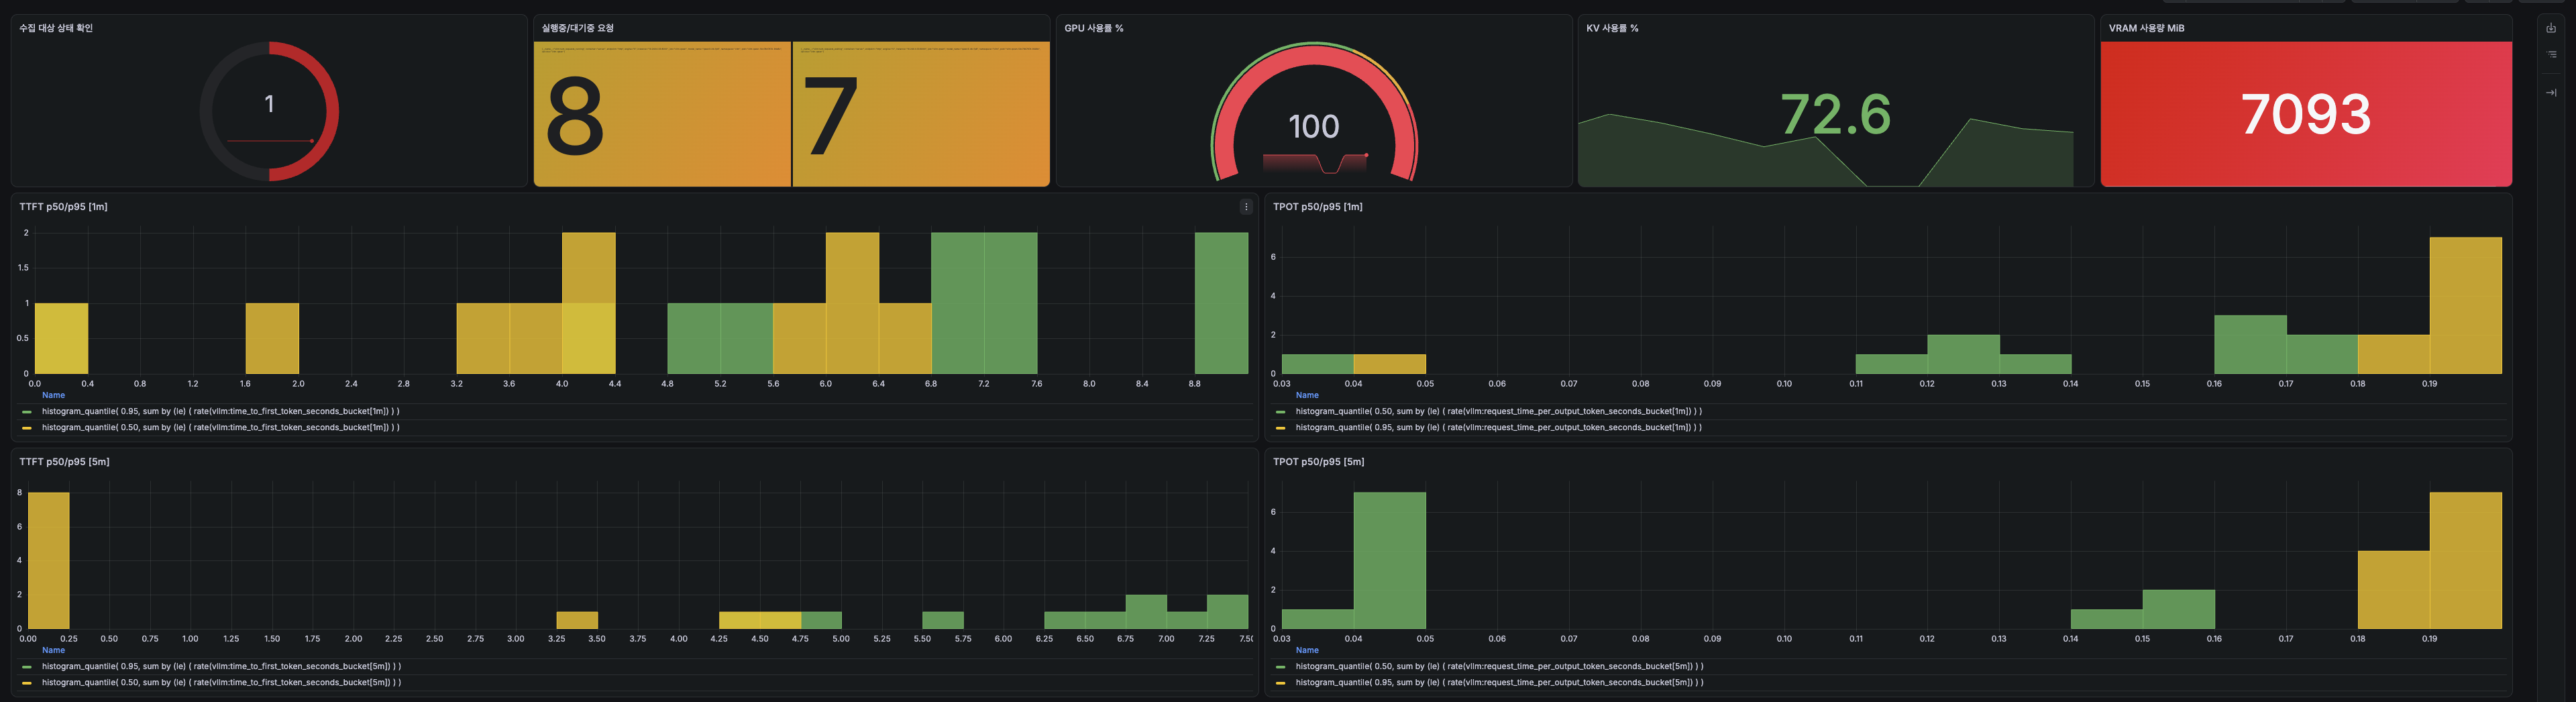 수집 대상 상태 확인
1
실행중/대기중 요청
8
7
GPU 사용률 %
100
KV 사용률 %
72.6
VRAM 사용량 MiB
7093
TTFT p50/p95 [1m]
2
1.5
1
0.5
0
0.0 0.4 0.8 1.2 1.6 2.0 2.4 2.8 3.2 3.6 4.0 4.4 4.8 5.2 5.6 6.0 6.4 6.8 7.2 7.6 8.0 8.4 8.8
Name
histogram_quantile( 0.95, sum by (le) ( rate(vllm:time_to_first_token_seconds_bucket[1m]) ) )
histogram_quantile( 0.50, sum by (le) ( rate(vllm:time_to_first_token_seconds_bucket[1m]) ) )
TPOT p50/p95 [1m]
6
4
2
0
0.03 0.04 0.05 0.06 0.07 0.08 0.09 0.10 0.11 0.12 0.13 0.14 0.15 0.16 0.17 0.18 0.19
Name
histogram_quantile( 0.50, sum by (le) ( rate(vllm:request_time_per_output_token_seconds_bucket[1m]) ) )
histogram_quantile( 0.95, sum by (le) ( rate(vllm:request_time_per_output_token_seconds_bucket[1m]) ) )
TTFT p50/p95 [5m]
8
6
4
2
0
0.00 0.25 0.50 0.75 1.00 1.25 1.50 1.75 2.00 2.25 2.50 2.75 3.00 3.25 3.50 3.75 4.00 4.25 4.50 4.75 5.00 5.25 5.50 5.75 6.00 6.25 6.50 6.75 7.00 7.25 7.50
Name
histogram_quantile( 0.95, sum by (le) ( rate(vllm:time_to_first_token_seconds_bucket[5m]) ) )
histogram_quantile( 0.50, sum by (le) ( rate(vllm:time_to_first_token_seconds_bucket[5m]) ) )
TPOT p50/p95 [5m]
6
4
2
0
0.03 0.04 0.05 0.06 0.07 0.08 0.09 0.10 0.11 0.12 0.13 0.14 0.15 0.16 0.17 0.18 0.19
Name
histogram_quantile( 0.50, sum by (le) ( rate(vllm:request_time_per_output_token_seconds_bucket[5m]) ) )
histogram_quantile( 0.95, sum by (le) ( rate(vllm:request_time_per_output_token_seconds_bucket[5m]) ) )